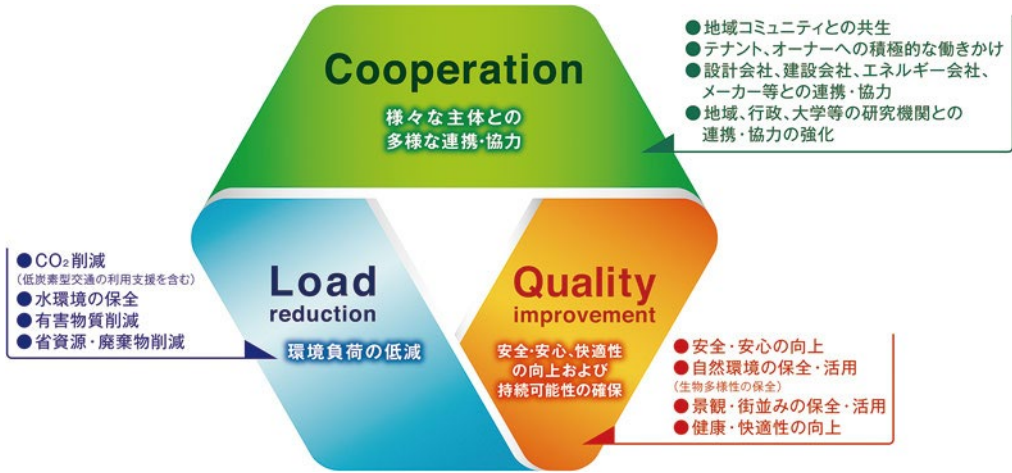 Cooperation
様々な主体との
多様な連携・協力
●地域コミュニティとの共生
●テナント、オーナーへの積極的な働きかけ
●設計会社、建設会社、エネルギー会社、
メーカー等との連携・協力
●地域、行政、大学等の研究機関との
連携・協力の強化
Load
reduction
環境負荷の低減
●CO₂削減
(低炭素型交通の利用支援を含む)
●水環境の保全
●有害物質削減
●省資源・廃棄物削減
Quality
improvement
安全・安心、快適性
の向上および
持続可能性の確保
●安全・安心の向上
●自然環境の保全・活用
(生物多様性の保全)
●景観・街並みの保全・活用
●健康・快適性の向上